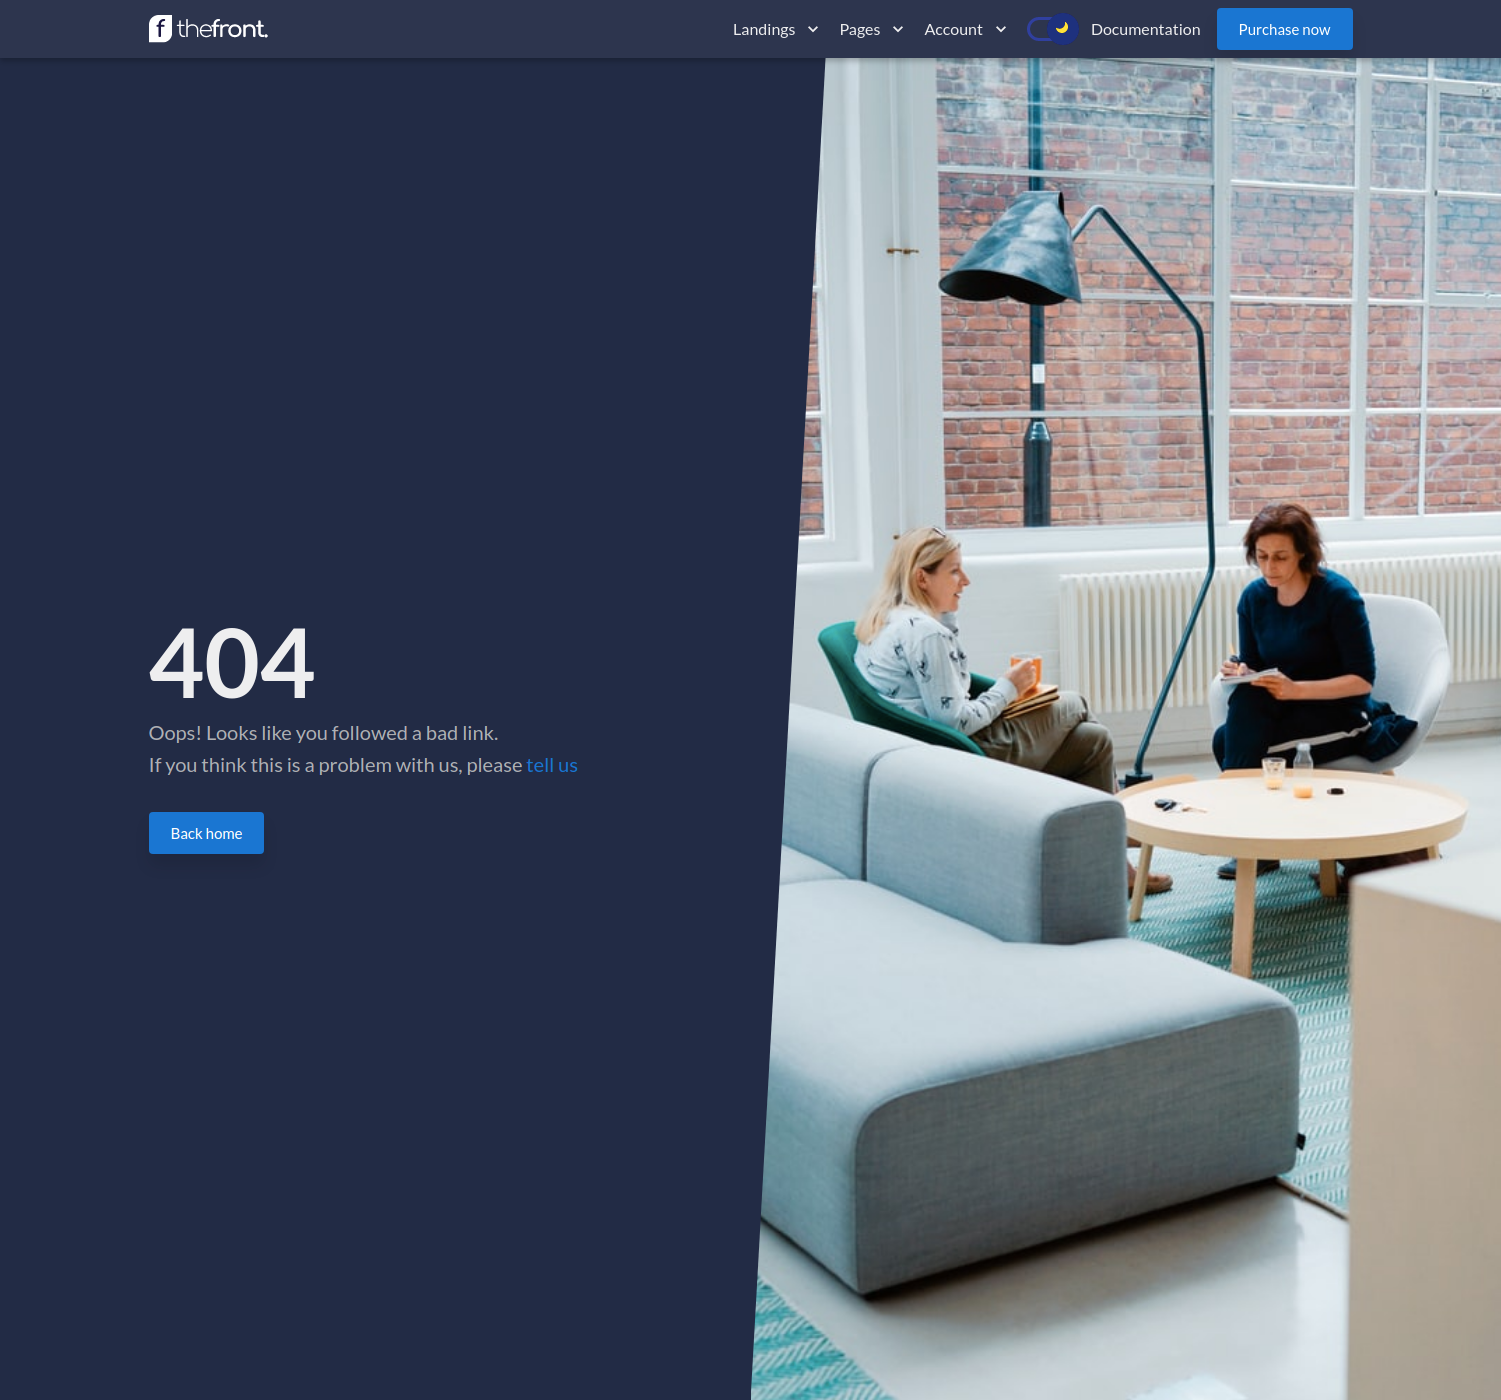 thefront.
Landings Pages Account Documentation Purchase now
404
Oops! Looks like you followed a bad link.
If you think this is a problem with us, please tell us
Back home